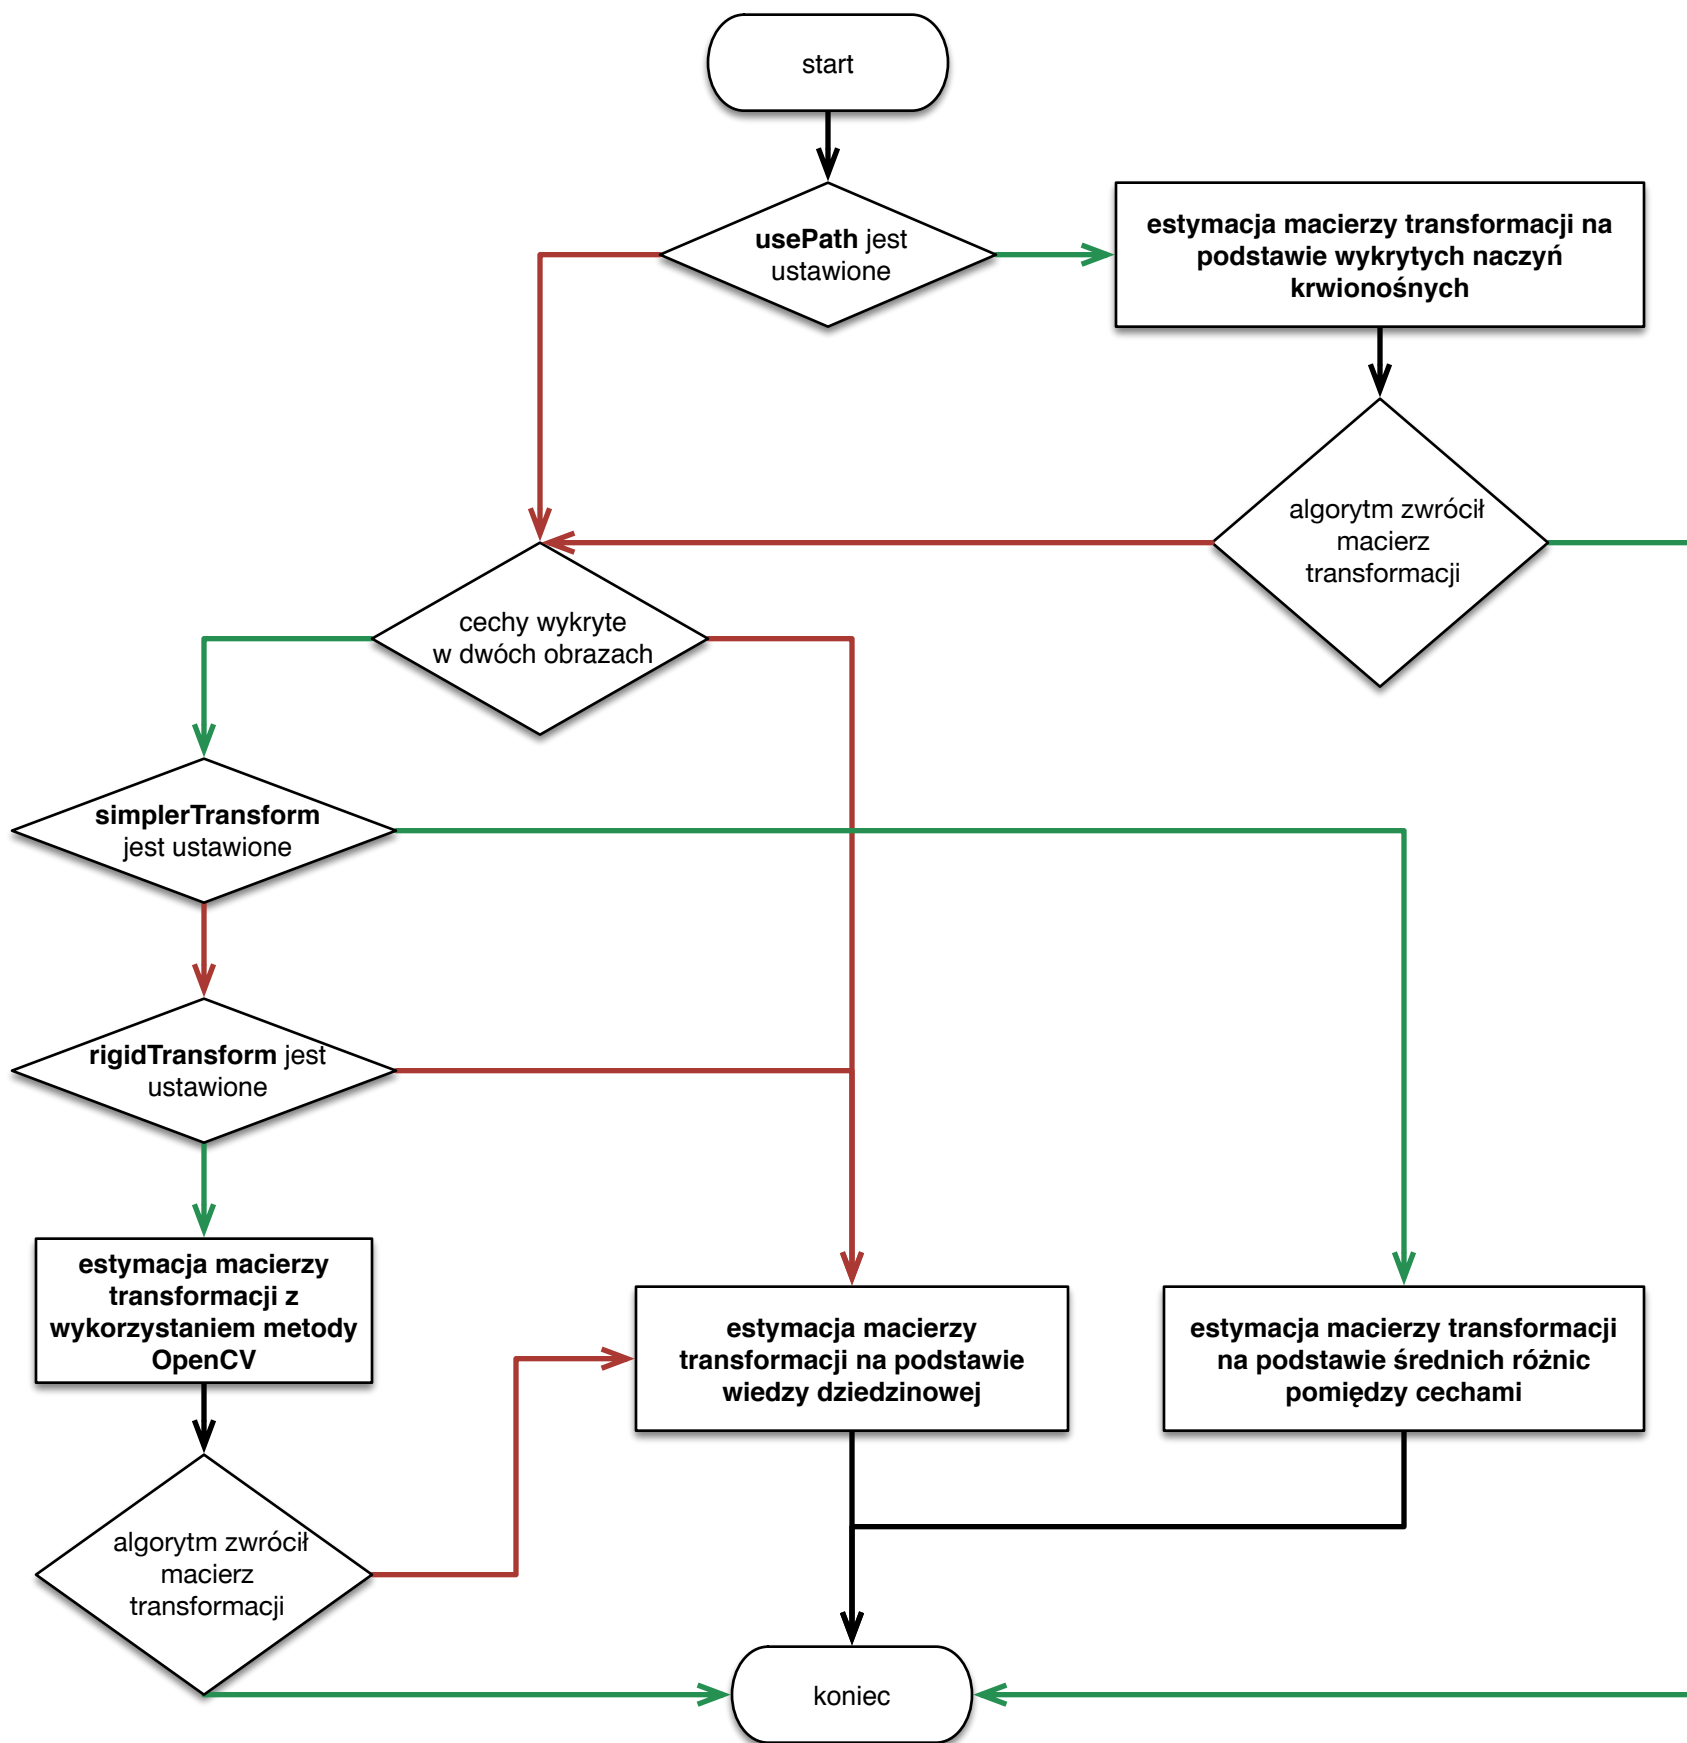 start
usePath jest
ustawione
estymacja macierzy transformacji na
podstawie wykrytych naczyń
krwionośnych
algorytm zwrócił
macierz
transformacji
cechy wykryte
w dwóch obrazach
simplerTransform
jest ustawione
rigidTransform jest
ustawione
estymacja macierzy
transformacji z
wykorzystaniem metody
OpenCV
estymacja macierzy
transformacji na podstawie
wiedzy dziedzinowej
estymacja macierzy transformacji
na podstawie średnich różnic
pomiędzy cechami
algorytm zwrócił
macierz
transformacji
koniec